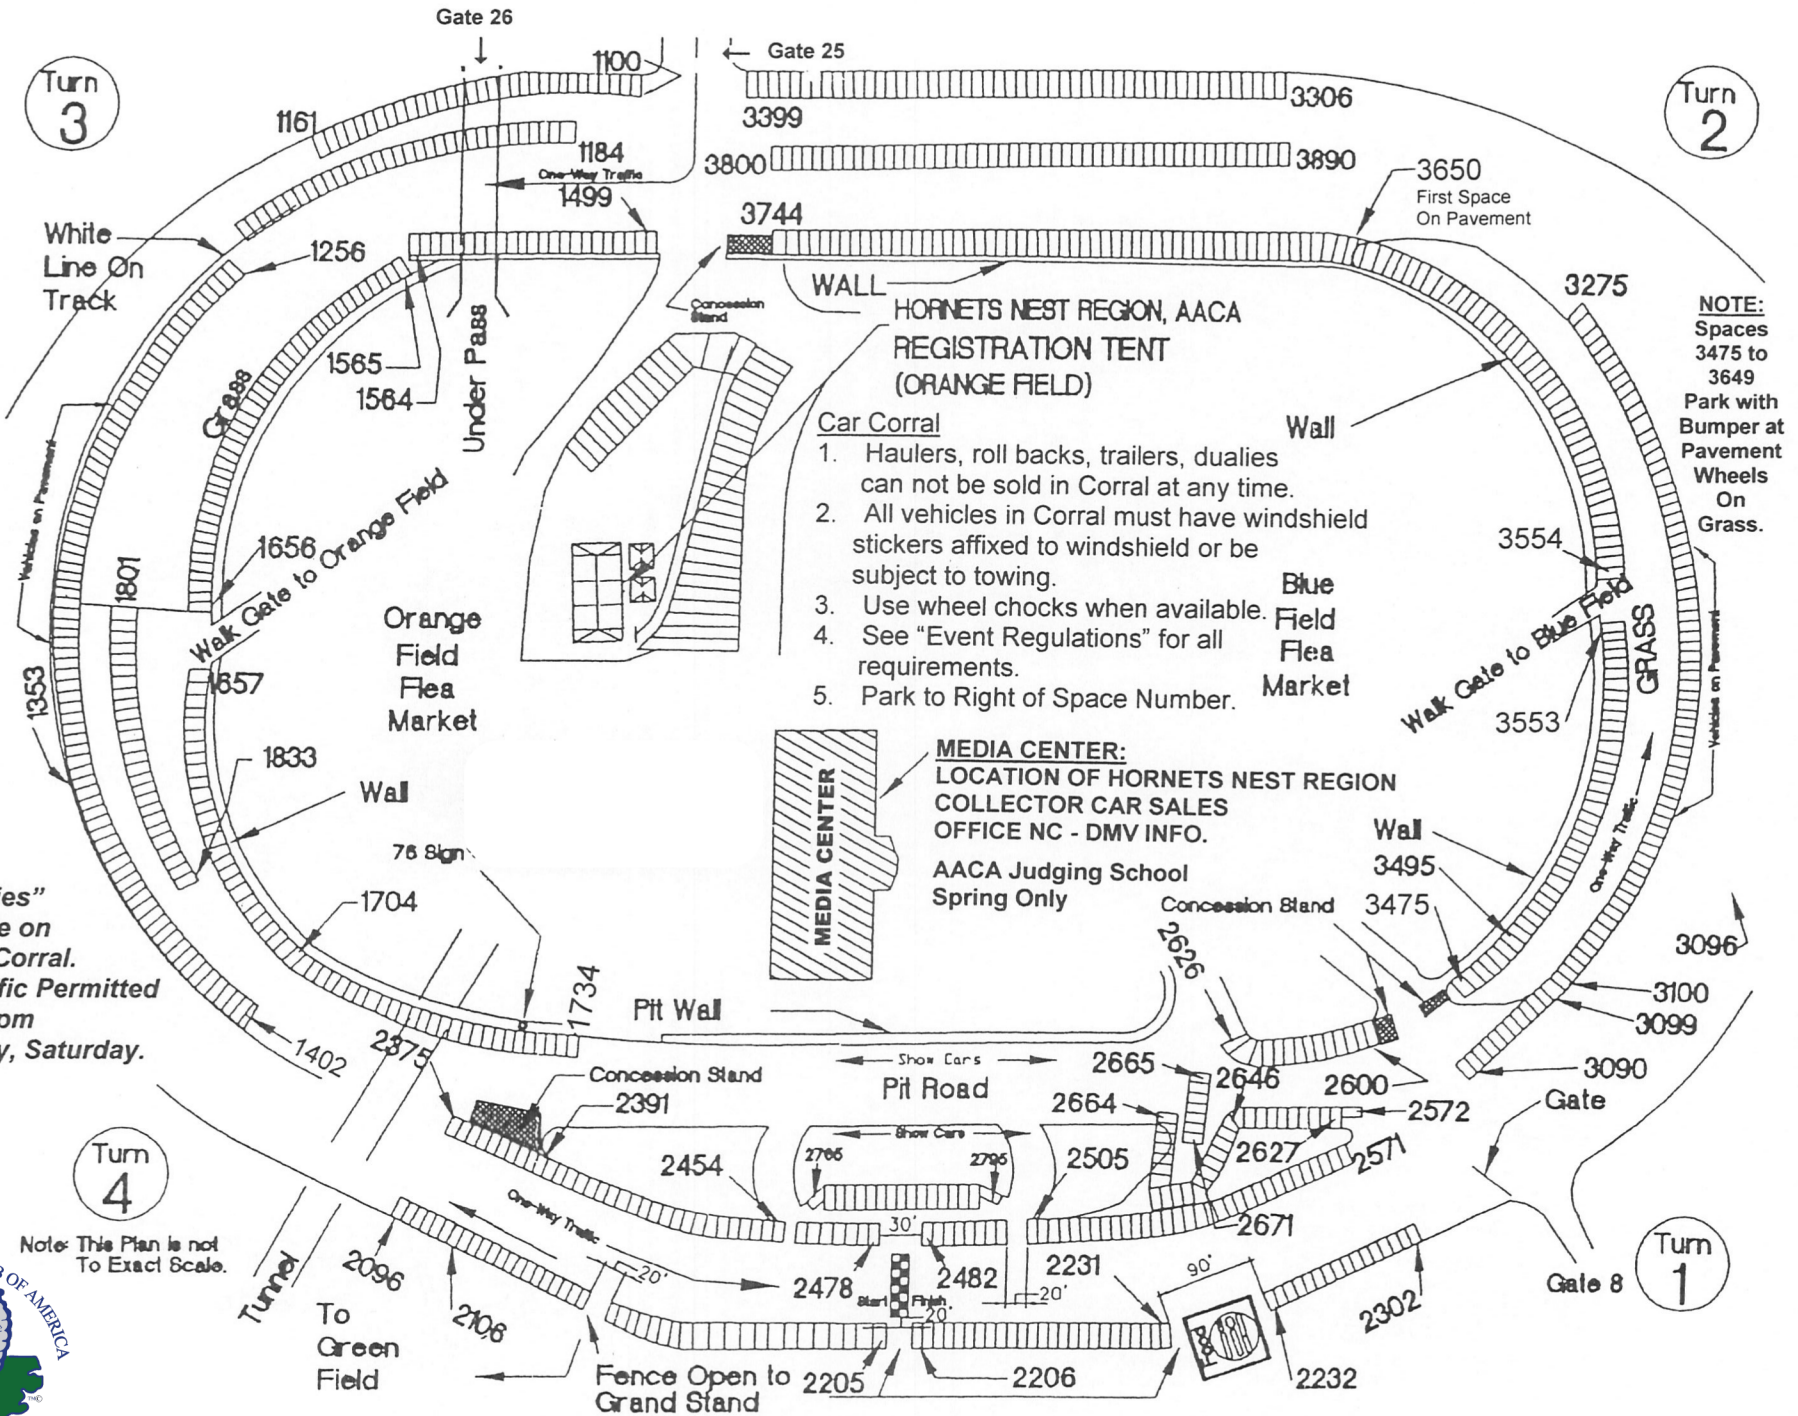 Gate 26
Gate 25
Turn
3
Turn
2
1100
3306
3399
1161
1184
3800
3890
One-Way Traffic
1499
3744
3650
First Space
On Pavement
White
Line On
Track
1256
WALL
3275
Concession
Stand
HORNETS NEST REGION, AACA
REGISTRATION TENT
(ORANGE FIELD)
NOTE:
Spaces
3475 to
3649
Park with
Bumper at
Pavement
Wheels
On
Grass.
1565
1564
Under Pass
Grass
Wall
Car Corral
1. Haulers, roll backs, trailers, dualies
can not be sold in Corral at any time.
2. All vehicles in Corral must have windshield
stickers affixed to windshield or be
subject to towing.
3. Use wheel chocks when available.
4. See “Event Regulations” for all
requirements.
5. Park to Right of Space Number.
Vehicles on Pavement
Walk Gate to Orange Field
1656
1801
3554
Blue
Field
Flea
Market
Orange
Field
Flea
Market
Walk Gate to Blue Field
GRASS
Vehicles on Pavement
1353
1657
3553
1833
Wall
MEDIA CENTER
MEDIA CENTER:
LOCATION OF HORNETS NEST REGION
COLLECTOR CAR SALES
OFFICE NC - DMV INFO.
AACA Judging School
Spring Only
76 Sign
Wall
3495
3475
One-Way Traffic
ies”
e on
Corral.
fic Permitted
pm
y, Saturday.
1704
Concession Stand
2626
3096
1734
Pit Wall
3100
3099
1402
2375
Show Cars
Pit Road
2665
2646
2600
3090
Concession Stand
2391
2664
2572
Gate
Show Cars
2627
2571
2454
2765
2795
2505
Turn
4
One-Way Traffic
30'
2671
Note: This Plan is not
To Exact Scale.
2096
20'
2478
2482
2231
90'
Turn
1
Gate 8
Start
Finish
20'
20'
Tunnel
2106
2302
To
Green
Field
Fence Open to
Grand Stand
2205
2206
2232
B OF AMERICA
™©